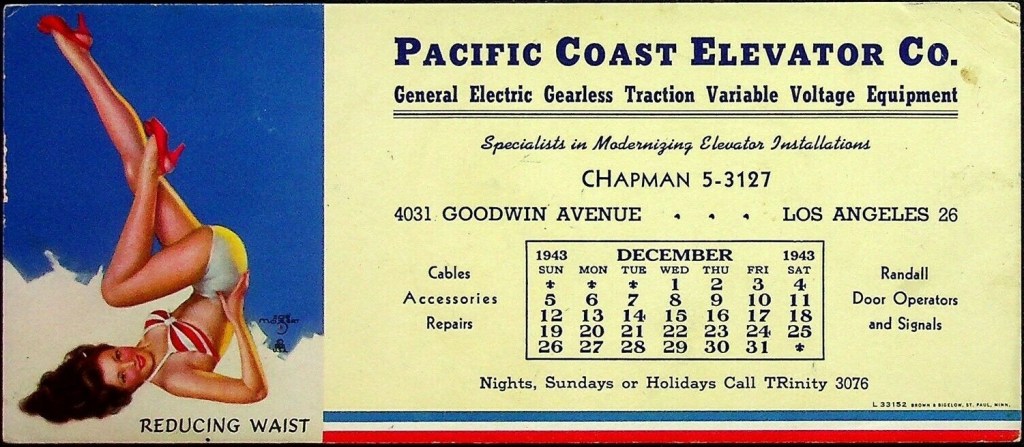 PACIFIC COAST ELEVATOR CO.
General Electric Gearless Traction Variable Voltage Equipment
Specialists in Modernizing Elevator Installations
CHAPMAN 5-3127
4031 GOODWIN AVENUE . . . LOS ANGELES 26
Cables
Accessories
Repairs
1943 DECEMBER 1943
SUN MON TUE WED THU FRI SAT
* * * 1 2 3 4
5 6 7 8 9 10 11
12 13 14 15 16 17 18
19 20 21 22 23 24 25
26 27 28 29 30 31 *
Randall
Door Operators
and Signals
Nights, Sundays or Holidays Call TRinity 3076
L 33152 BROWN & BIGELOW, ST. PAUL, MINN.
REDUCING WAIST